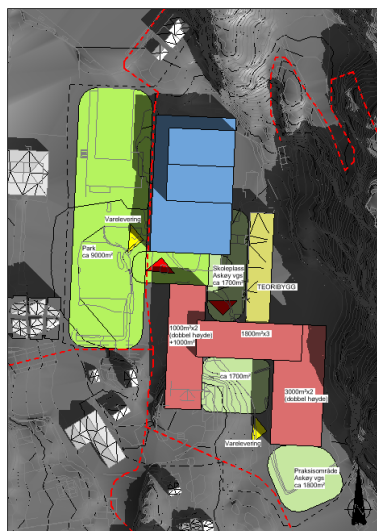 Varelevering
Park
ca 9000m²
Skoleplass
Askøy vgs
ca 1700m²
TEORIBYGG
1000m²x2
(dobbel høyde)
+1000m²
1800m²x3
ca 1700m²
3000m²x2
(dobbel høyde)
Varelevering
Praksisområde
Askøy vgs
ca 1800m²